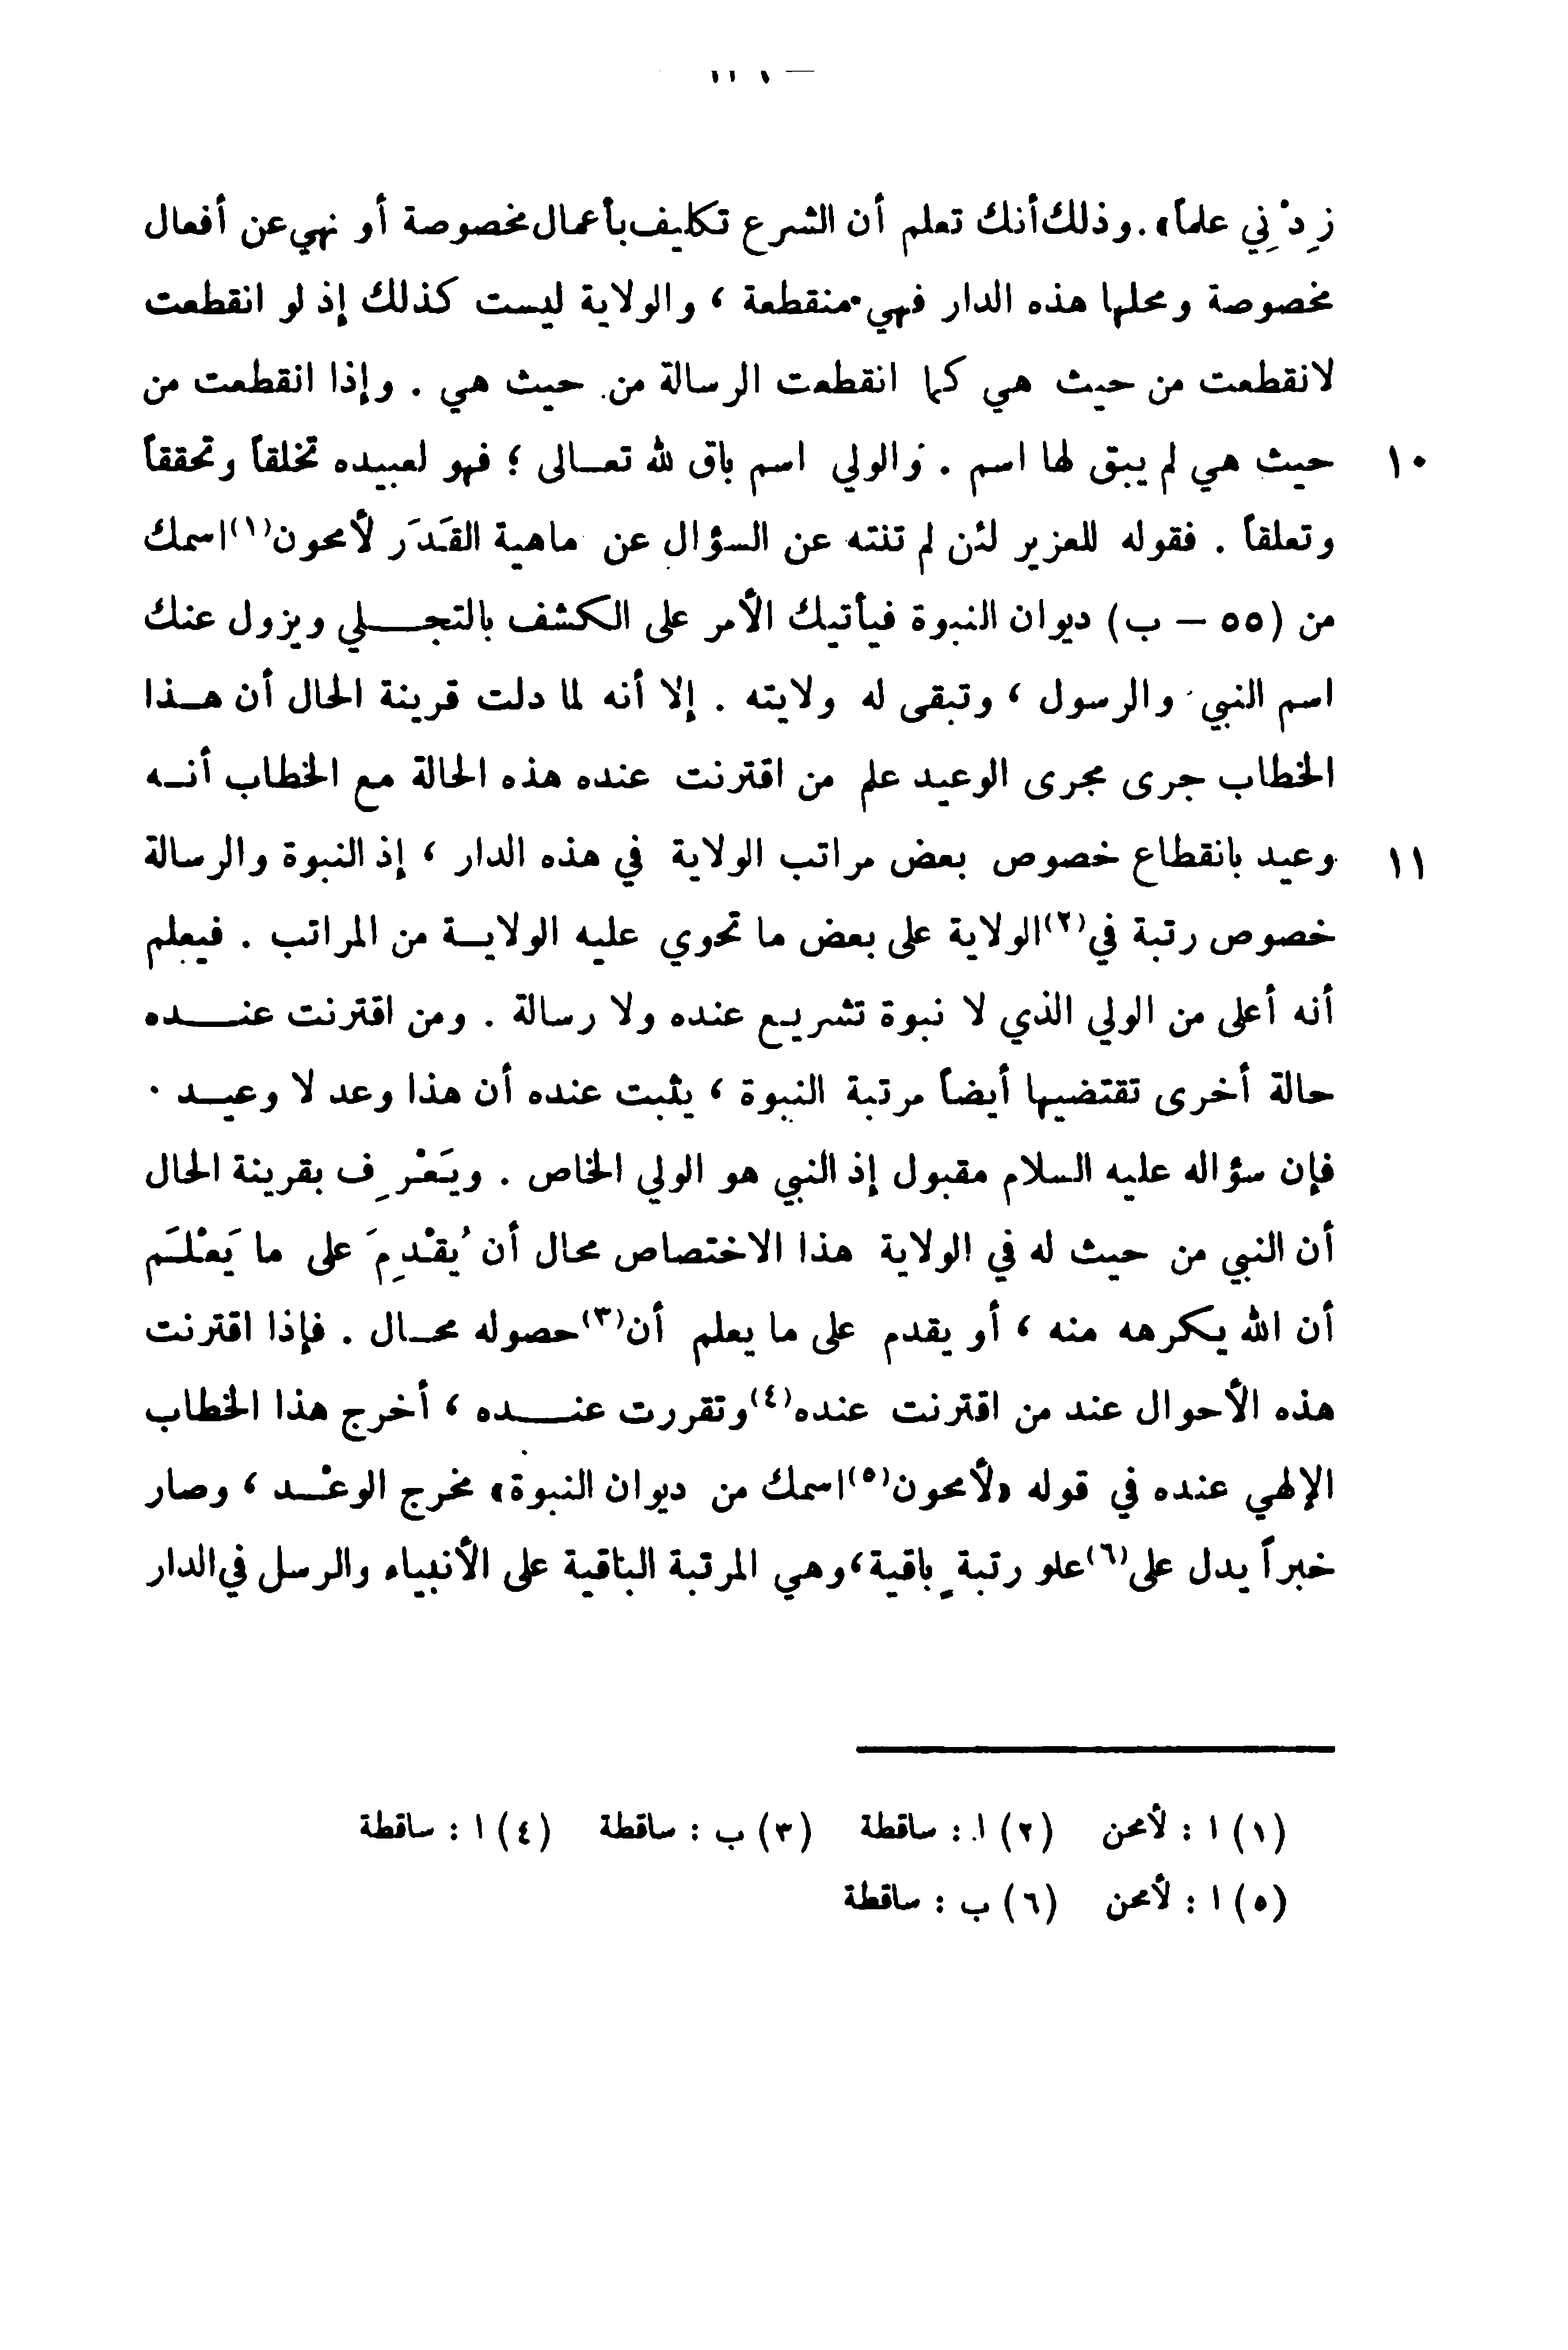 زِدْنِي علماً». وذلك أنك تعلم أن الشرع تكليف بأعمال مخصوصة أو نهي عن أفعال
مخصوصة ومحلها هذه الدار فهي منقطعة ، والولاية ليست كذلك إذ لو انقطعت
لانقطعت من حيث هي كما انقطعت الرسالة من حيث هي . وإذا انقطعت من
١٠ حيث هي لم يبق لها اسم . والولي اسم باق لله تعالى ؛ فهو لعبيده تخلقاً وتحققاً
وتعلقاً . فقوله للعزير لئن لم تنته عن السؤال عن ماهية القَدَر لأمحون(١) اسمك
من (٥٥ – ب) ديوان النبوة فيأتيك الأمر على الكشف بالتجلي ويزول عنك
اسم النبي والرسول ، وتبقى له ولايته . إلا أنه لما دلت قرينة الحال أن هذا
الخطاب جرى مجرى الوعيد علم من اقترنت عنده هذه الحالة مع الخطاب أنه
١١ وعيد بانقطاع خصوص بعض مراتب الولاية في هذه الدار ، إذ النبوة والرسالة
خصوص رتبة في(٢) الولاية على بعض ما تحوي عليه الولاية من المراتب . فيعلم
أنه أعلى من الولي الذي لا نبوة تشريع عنده ولا رسالة . ومن اقترنت عنده
حالة أخرى تقتضيها أيضاً مرتبة النبوة ، يثبت عنده أن هذا وعد لا وعيد .
فإن سؤاله عليه السلام مقبول إذ النبي هو الولي الخاص . ويَعْرِف بقرينة الحال
أن النبي من حيث له في الولاية هذا الاختصاص محال أن يُقْدِمَ على ما يَعْلَم
أن الله يكرهه منه ، أو يقدم على ما يعلم أن(٣) حصوله محال . فإذا اقترنت
هذه الأحوال عند من اقترنت عنده(٤) وتقررت عنده ، أخرج هذا الخطاب
الإلهي عنده في قوله «لأمحون(٥) اسمك من ديوان النبوة» مخرج الوعْد ، وصار
خبراً يدل على(٦) علو رتبة باقية، وهي المرتبة الباقية على الأنبياء والرسل في الدار
(١) ا : لأمحن (٢) ا : ساقطة (٣) ب : ساقطة (٤) ا : ساقطة
(٥) ا : لأمحن (٦) ب : ساقطة